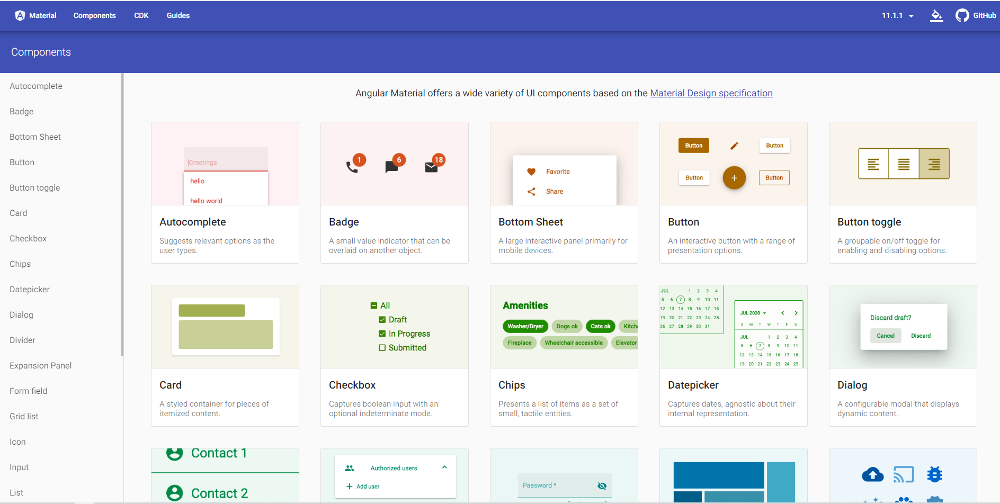 Material
Components
CDK
Guides
11.1.1
GitHub
Components
Autocomplete
Badge
Bottom Sheet
Button
Button toggle
Card
Checkbox
Chips
Datepicker
Dialog
Divider
Expansion Panel
Form field
Grid list
Icon
Input
List
Angular Material offers a wide variety of UI components based on the Material Design specification
Greetings
hello
hello world
Autocomplete
Suggests relevant options as the
user types.
1
6
18
Badge
A small value indicator that can be
overlaid on another object.
Favorite
Share
Bottom Sheet
A large interactive panel primarily for
mobile devices.
Button
Button
Button
Button
Button
An interactive button with a range of
presentation options.
Button toggle
A groupable on/off toggle for
enabling and disabling options.
Card
A styled container for pieces of
itemized content.
All
Draft
In Progress
Submitted
Checkbox
Captures boolean input with an
optional indeterminate mode.
Amenities
Washer/Dryer Dogs ok Cats ok Kitche
Fireplace Wheelchair accessible Elevator
Chips
Presents a list of items as a set of
small, tactile entities.
JUL 1 2 3 4
5 6 7 8 9 10 11
12 13 14 15 16 17 18
19 20 21 22 23 24 25
26 27 28 29 30 31
JUL 2020
S M T W T F S
JUL 1 2 3 4
5 6 7 8 9 10 11
12 13 14 15 16 17 18
19 20 21 22 23 24 25
Datepicker
Captures dates, agnostic about their
internal representation.
Discard draft?
Cancel Discard
Dialog
A configurable modal that displays
dynamic content.
Contact 1
Contact 2
Authorized users
Add user
Password *